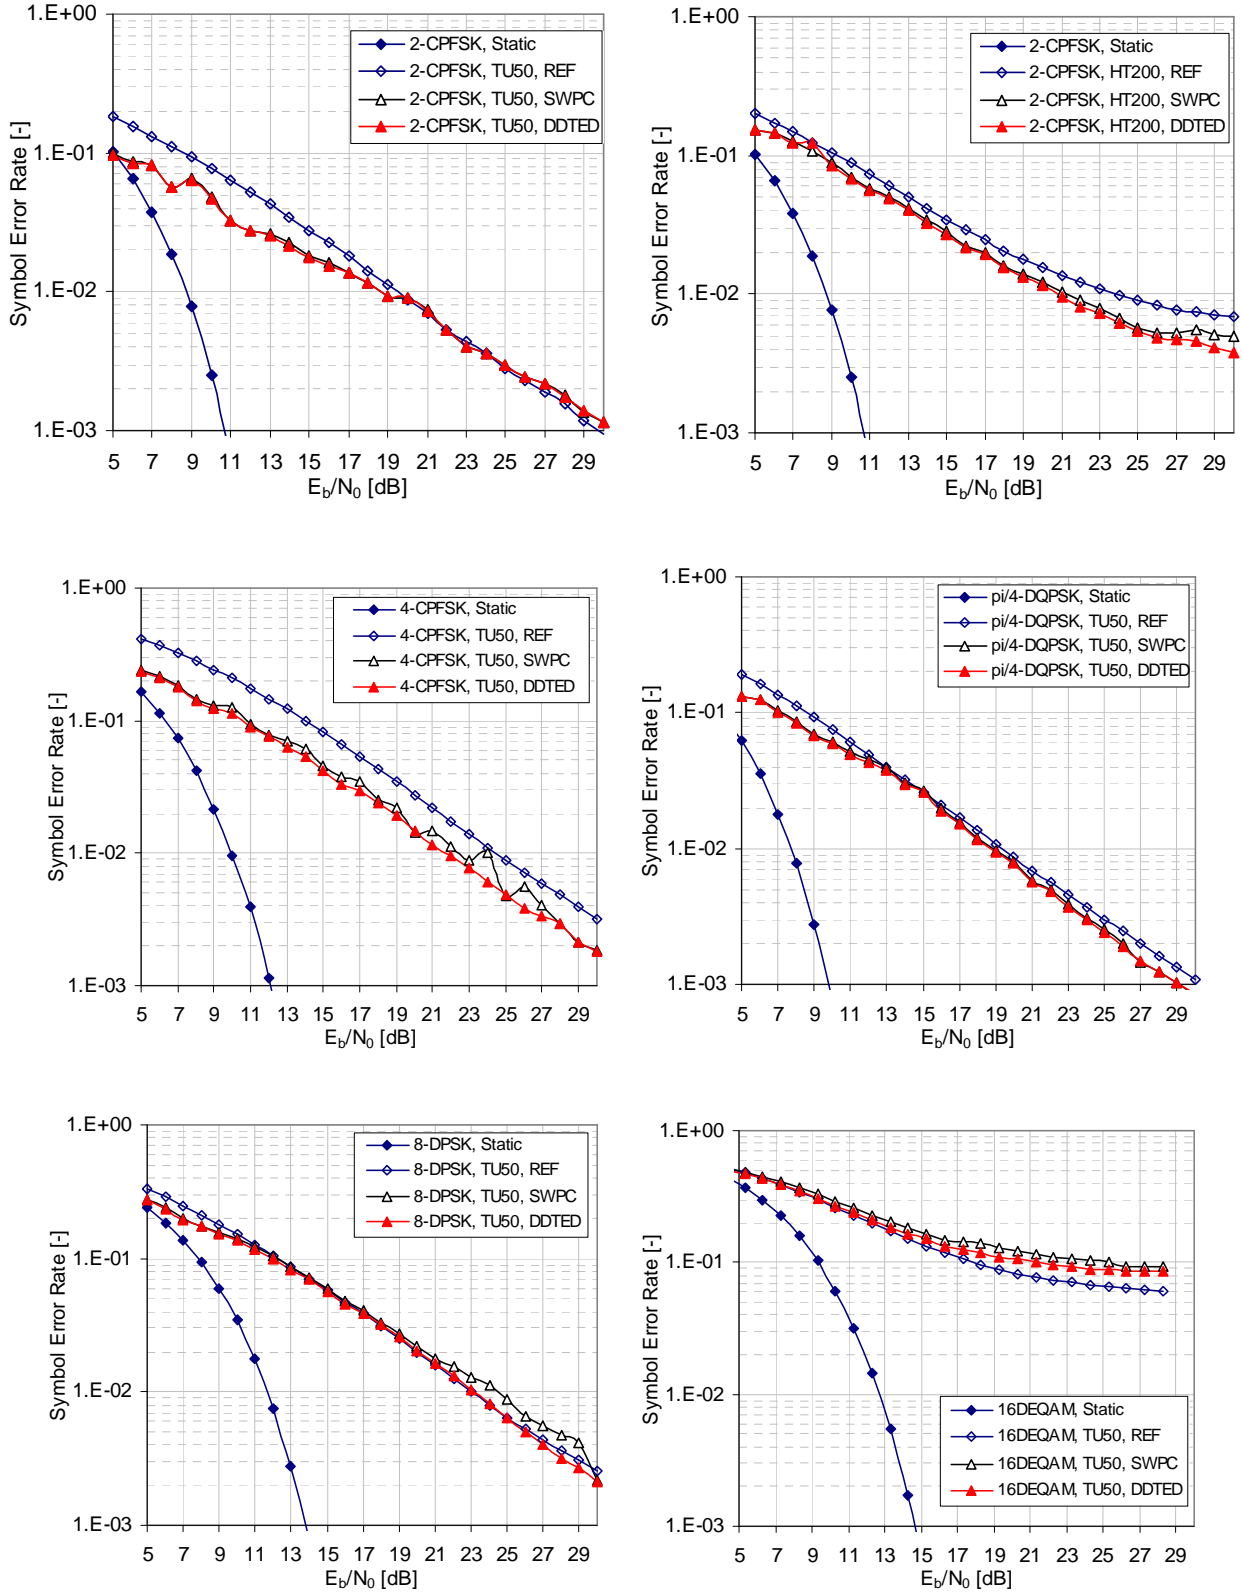 1.E+00
2-CPFSK, Static
2-CPFSK, TU50, REF
2-CPFSK, TU50, SWPC
2-CPFSK, TU50, DDTED
1.E-01
1.E-02
1.E-03
Symbol Error Rate [-]
5 7 9 11 13 15 17 19 21 23 25 27 29
Eb/N0 [dB]
1.E+00
2-CPFSK, Static
2-CPFSK, HT200, REF
2-CPFSK, HT200, SWPC
2-CPFSK, HT200, DDTED
1.E-01
1.E-02
1.E-03
Symbol Error Rate [-]
5 7 9 11 13 15 17 19 21 23 25 27 29
Eb/N0 [dB]
1.E+00
4-CPFSK, Static
4-CPFSK, TU50, REF
4-CPFSK, TU50, SWPC
4-CPFSK, TU50, DDTED
1.E-01
1.E-02
1.E-03
Symbol Error Rate [-]
5 7 9 11 13 15 17 19 21 23 25 27 29
Eb/N0 [dB]
1.E+00
pi/4-DQPSK, Static
pi/4-DQPSK, TU50, REF
pi/4-DQPSK, TU50, SWPC
pi/4-DQPSK, TU50, DDTED
1.E-01
1.E-02
1.E-03
Symbol Error Rate [-]
5 7 9 11 13 15 17 19 21 23 25 27 29
Eb/N0 [dB]
1.E+00
8-DPSK, Static
8-DPSK, TU50, REF
8-DPSK, TU50, SWPC
8-DPSK, TU50, DDTED
1.E-01
1.E-02
1.E-03
Symbol Error Rate [-]
5 7 9 11 13 15 17 19 21 23 25 27 29
Eb/N0 [dB]
1.E+00
1.E-01
1.E-02
1.E-03
Symbol Error Rate [-]
16DEQAM, Static
16DEQAM, TU50, REF
16DEQAM, TU50, SWPC
16DEQAM, TU50, DDTED
5 7 9 11 13 15 17 19 21 23 25 27 29
Eb/N0 [dB]